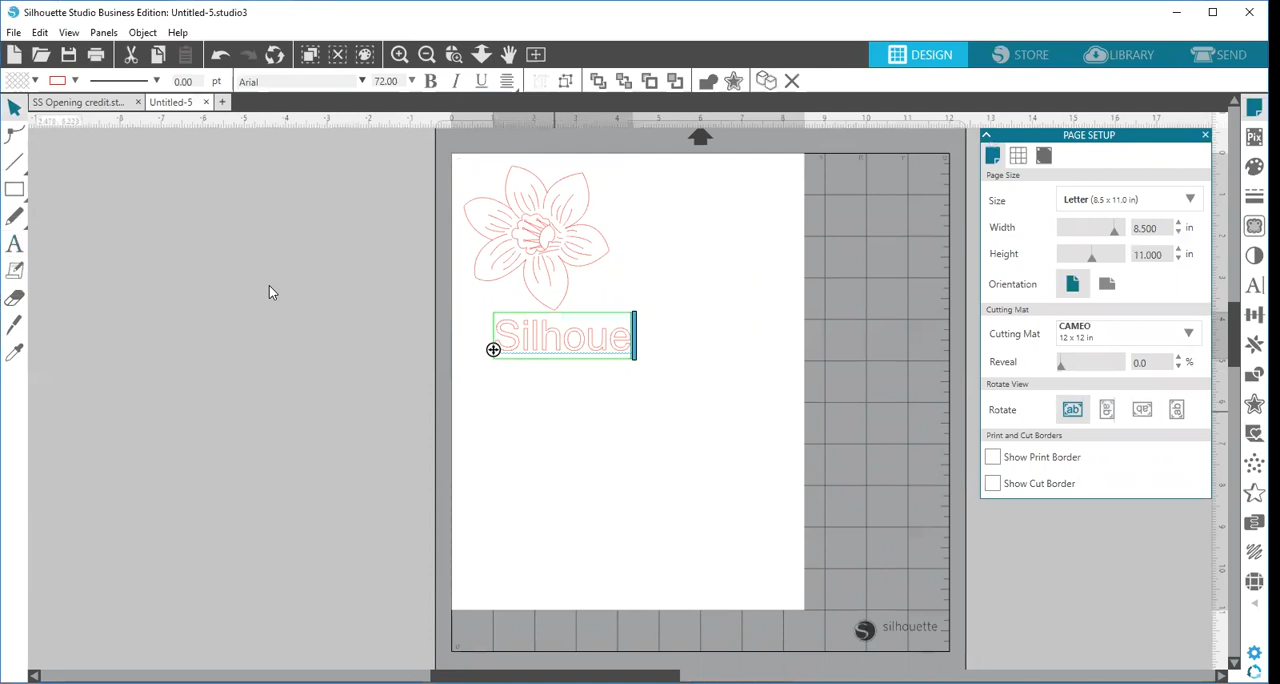 Silhouette Studio Business Edition: Untitled-5.studio3
File Edit View Panels Object Help
DESIGN STORE LIBRARY SEND
0.00 pt Arial 72.00 B I U
SS Opening credit.st... × Untitled-5 × +
PAGE SETUP
Page Size
Size Letter (8.5 x 11.0 in)
Width 8.500 in
Height 11.000 in
Orientation
Cutting Mat
Cutting Mat CAMEO
12 x 12 in
Reveal 0.0 %
Rotate View
Rotate
Print and Cut Borders
Show Print Border
Show Cut Border
Silhoue
silhouette